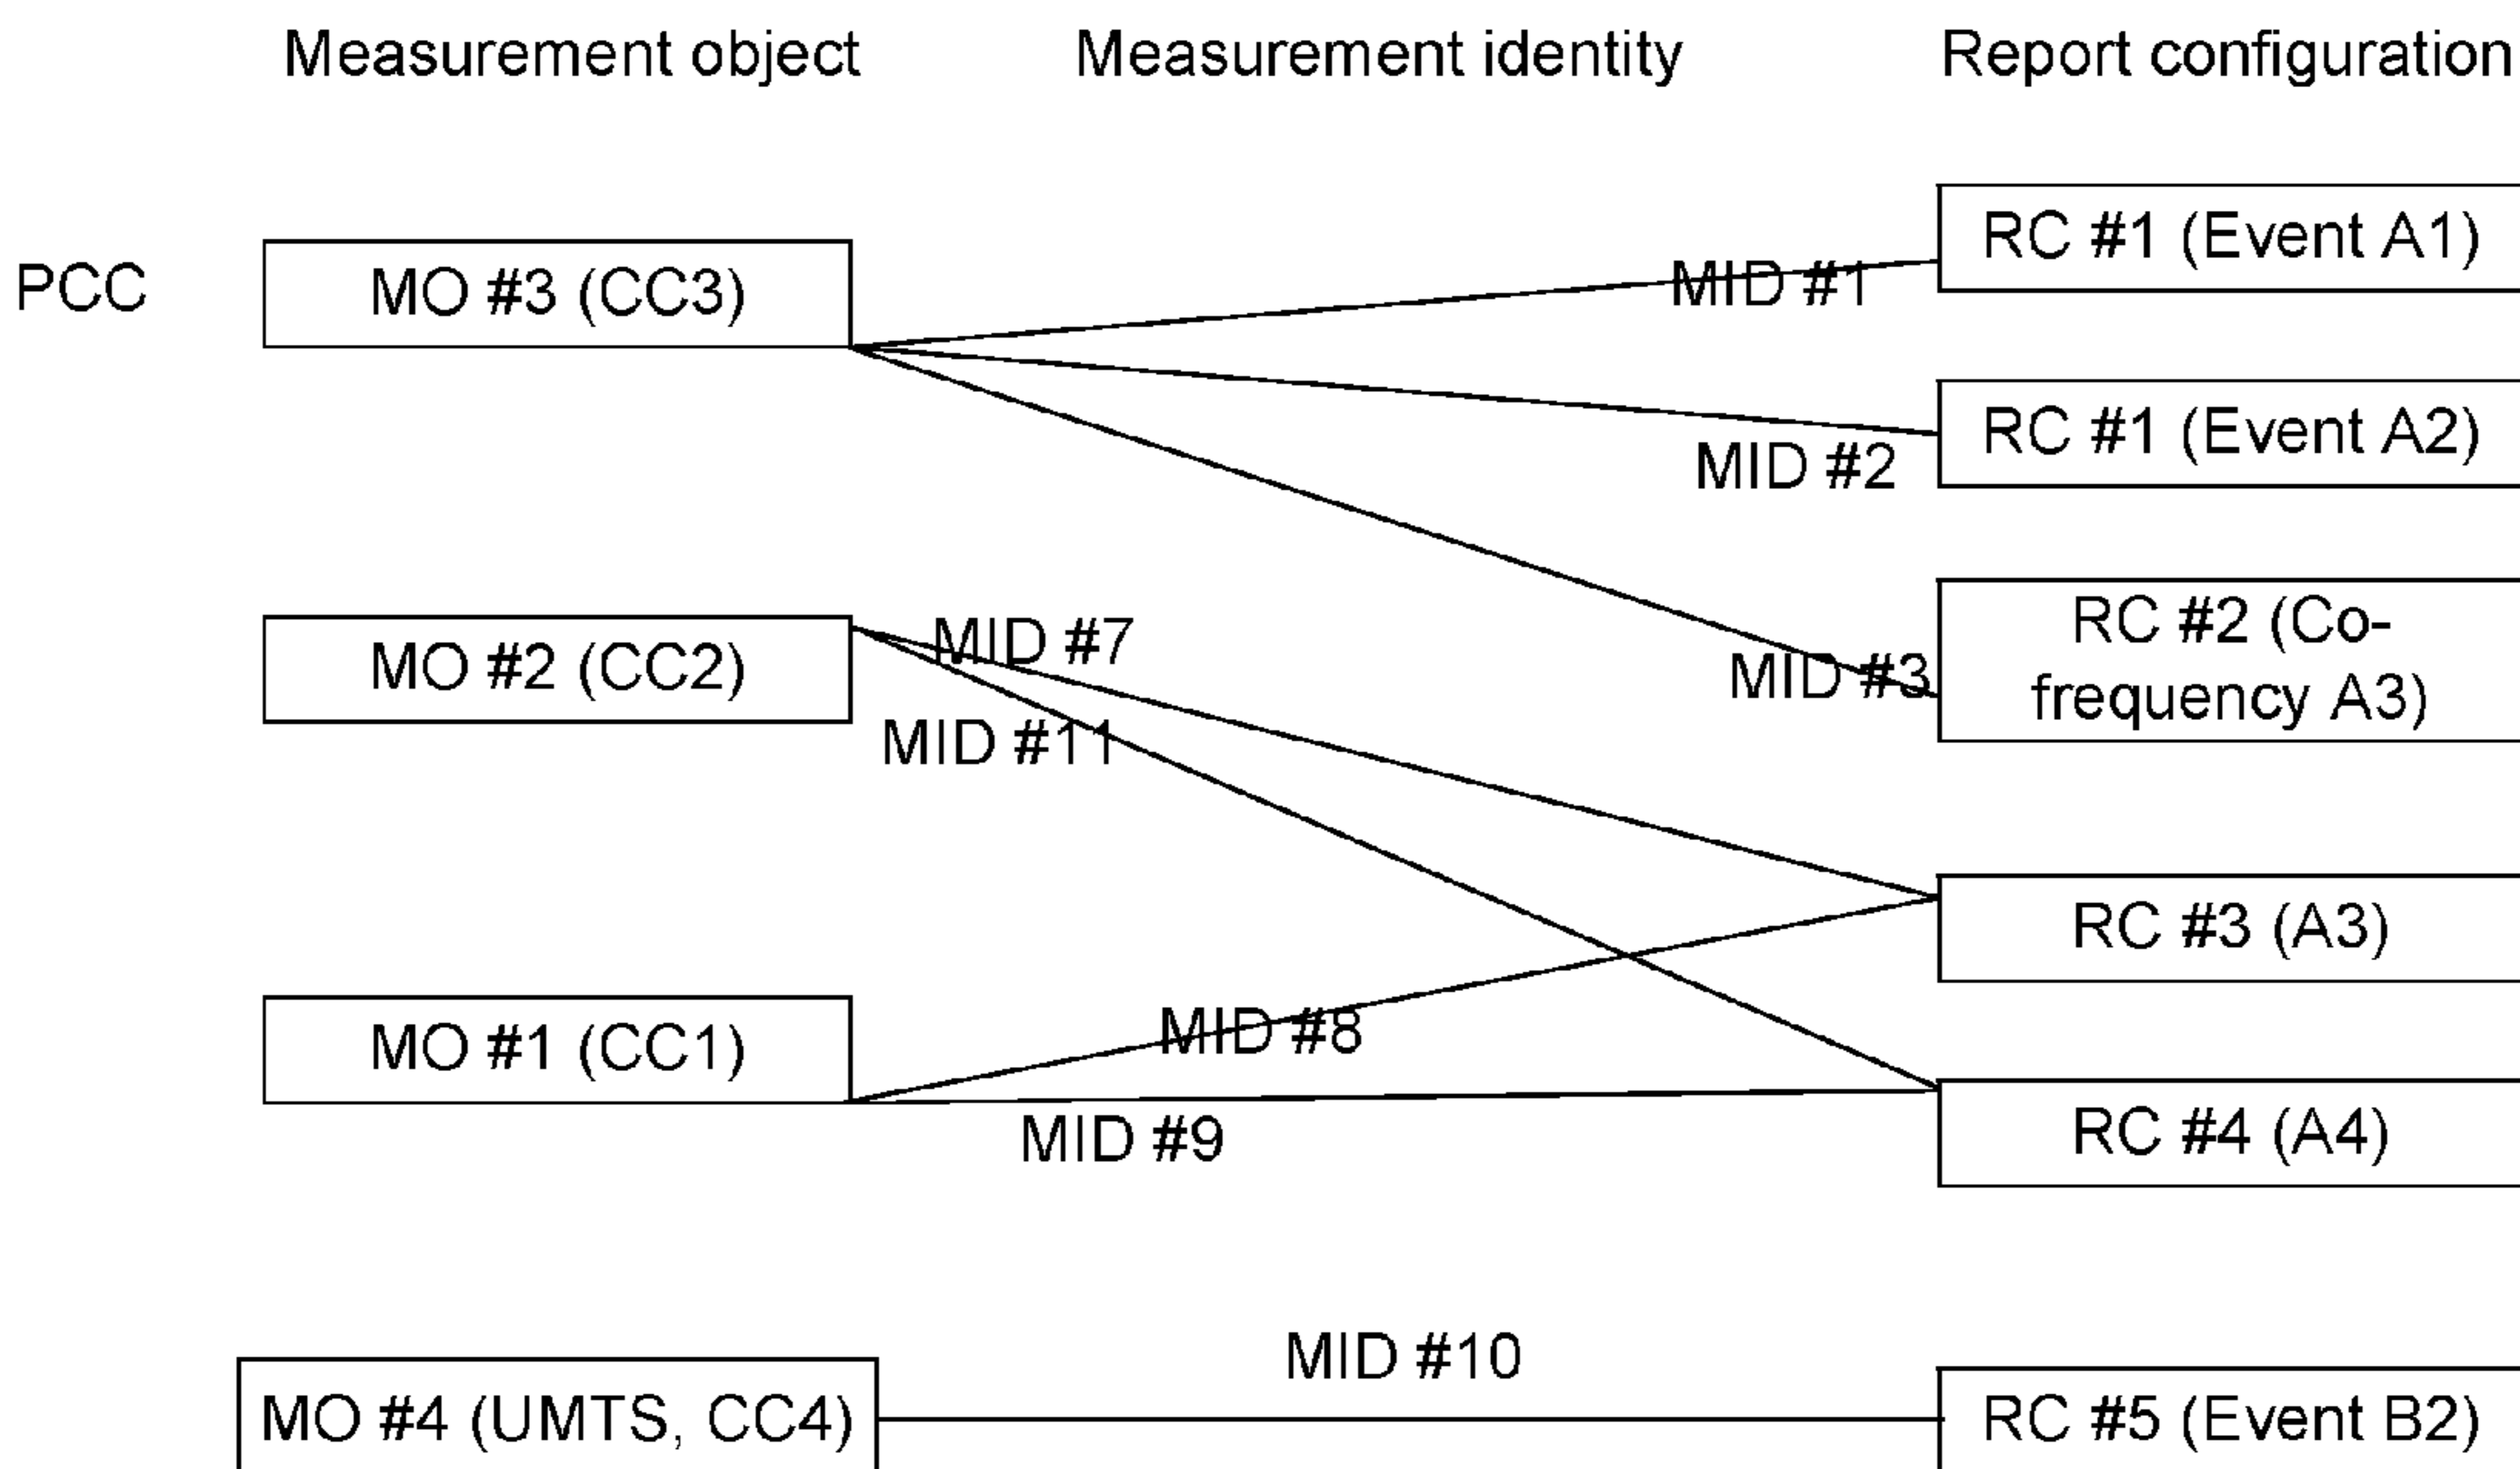 Measurement object
Measurement identity
Report configuration
RC #1 (Event A1)
MID #1
PCC
MO #3 (CC3)
RC #1 (Event A2)
MID #2
RC #2 (Co-
frequency A3)
MID #3
MID #7
MO #2 (CC2)
MID #11
RC #3 (A3)
MID #8
MO #1 (CC1)
MID #9
RC #4 (A4)
MID #10
MO #4 (UMTS, CC4)
RC #5 (Event B2)